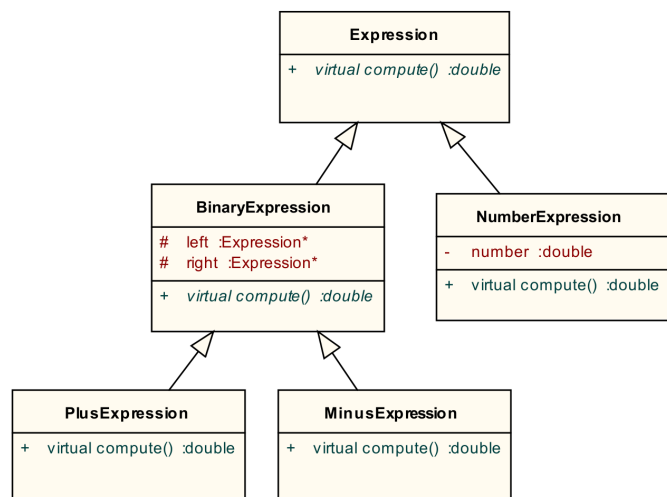 Expression
+ virtual compute() :double
BinaryExpression
# left :Expression*
# right :Expression*
+ virtual compute() :double
NumberExpression
- number :double
+ virtual compute() :double
PlusExpression
+ virtual compute() :double
MinusExpression
+ virtual compute() :double